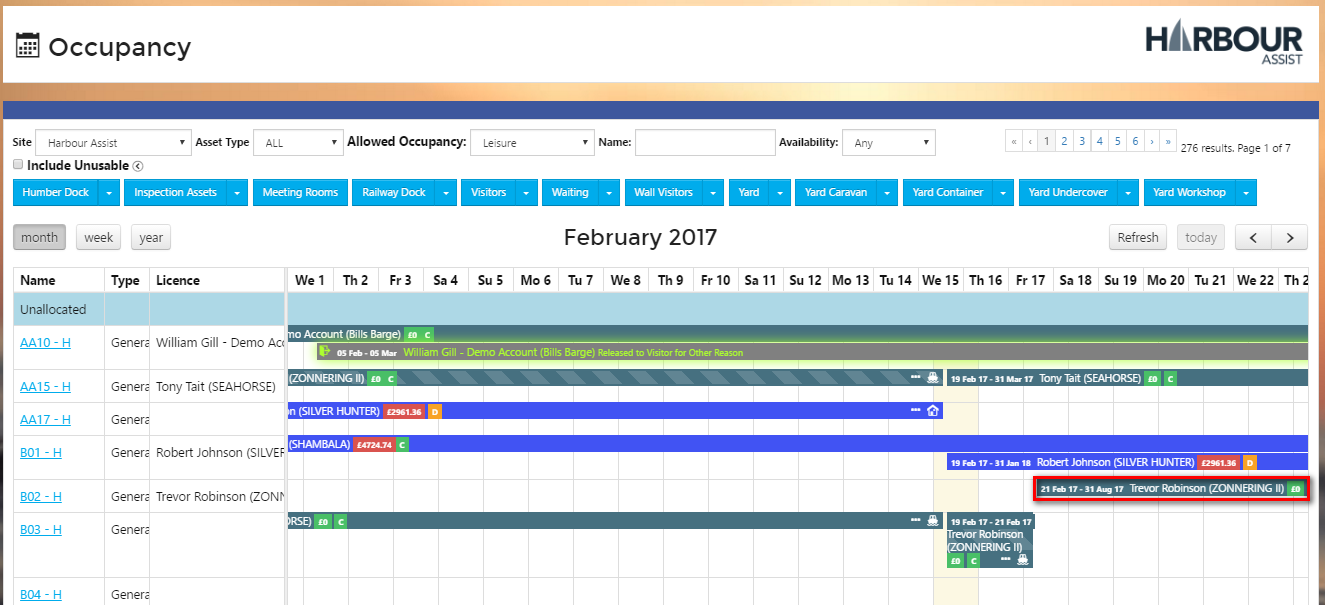 Occupancy
HARBOUR
ASSIST
Site Harbour Assist Asset Type ALL Allowed Occupancy: Leisure Name: Availability: Any « ‹ 1 2 3 4 5 6 › » 276 results. Page 1 of 7
Include Unusable
Humber Dock Inspection Assets Meeting Rooms Railway Dock Visitors Waiting Wall Visitors Yard Yard Caravan Yard Container Yard Undercover Yard Workshop
month week year February 2017 Refresh today < >
Name Type Licence We 1 Th 2 Fr 3 Sa 4 Su 5 Mo 6 Tu 7 We 8 Th 9 Fr 10 Sa 11 Su 12 Mo 13 Tu 14 We 15 Th 16 Fr 17 Sa 18 Su 19 Mo 20 Tu 21 We 22 Th 2
Unallocated
mo Account (Bills Barge) £0 C
AA10 - H Genera William Gill - Demo Acc
05 Feb - 05 Mar William Gill - Demo Account (Bills Barge) Released to Visitor for Other Reason
(ZONNERING II) £0 C ••• 19 Feb 17 - 31 Mar 17 Tony Tait (SEAHORSE) £0 C
AA15 - H Genera Tony Tait (SEAHORSE)
n (SILVER HUNTER) £2961.36 D •••
AA17 - H Genera
(SHAMBALA) £4724.74 C
B01 - H Genera Robert Johnson (SILVER
19 Feb 17 - 31 Jan 18 Robert Johnson (SILVER HUNTER) £2961.36 D
21 Feb 17 - 31 Aug 17 Trevor Robinson (ZONNERING II) £0
B02 - H Genera Trevor Robinson (ZONN
ORSE) £0 C ••• 19 Feb 17 - 21 Feb 17
B03 - H Genera
Trevor Robinson
(ZONNERING II)
£0 C •••
B04 - H Genera